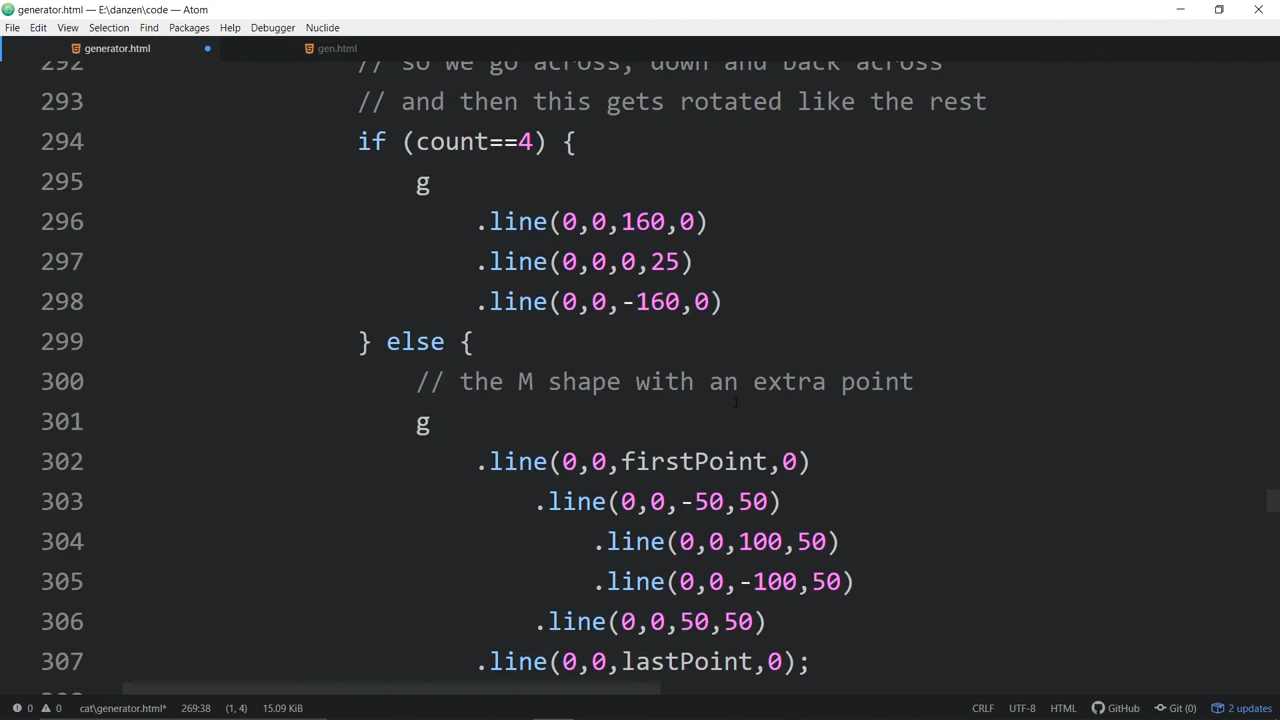 generator.html — E:\danzen\code — Atom
File Edit View Selection Find Packages Help Debugger Nuclide
generator.html gen.html
292 // so we go across, down and back across
293 // and then this gets rotated like the rest
294 if (count==4) {
295 g
296 .line(0,0,160,0)
297 .line(0,0,0,25)
298 .line(0,0,-160,0)
299 } else {
300 // the M shape with an extra point
301 g
302 .line(0,0,firstPoint,0)
303 .line(0,0,-50,50)
304 .line(0,0,100,50)
305 .line(0,0,-100,50)
306 .line(0,0,50,50)
307 .line(0,0,lastPoint,0);
0 0 cat\generator.html* 269:38 (1, 4) 15.09 KiB CRLF UTF-8 HTML GitHub Git (0) 2 updates